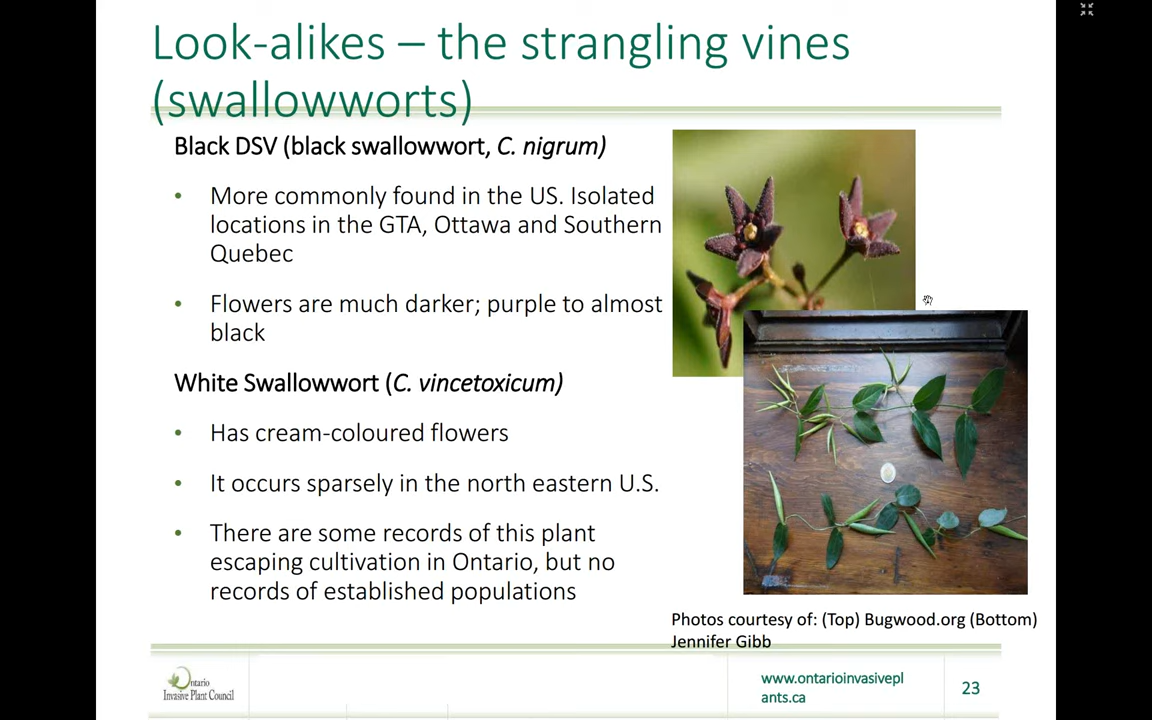 Look-alikes – the strangling vines
(swallowworts)
Black DSV (black swallowwort, C. nigrum)
• More commonly found in the US. Isolated
locations in the GTA, Ottawa and Southern
Quebec
• Flowers are much darker; purple to almost
black
White Swallowwort (C. vincetoxicum)
• Has cream-coloured flowers
• It occurs sparsely in the north eastern U.S.
• There are some records of this plant
escaping cultivation in Ontario, but no
records of established populations
Photos courtesy of: (Top) Bugwood.org (Bottom)
Jennifer Gibb
Ontario
Invasive Plant Council
www.ontarioinvasivepl
ants.ca
23